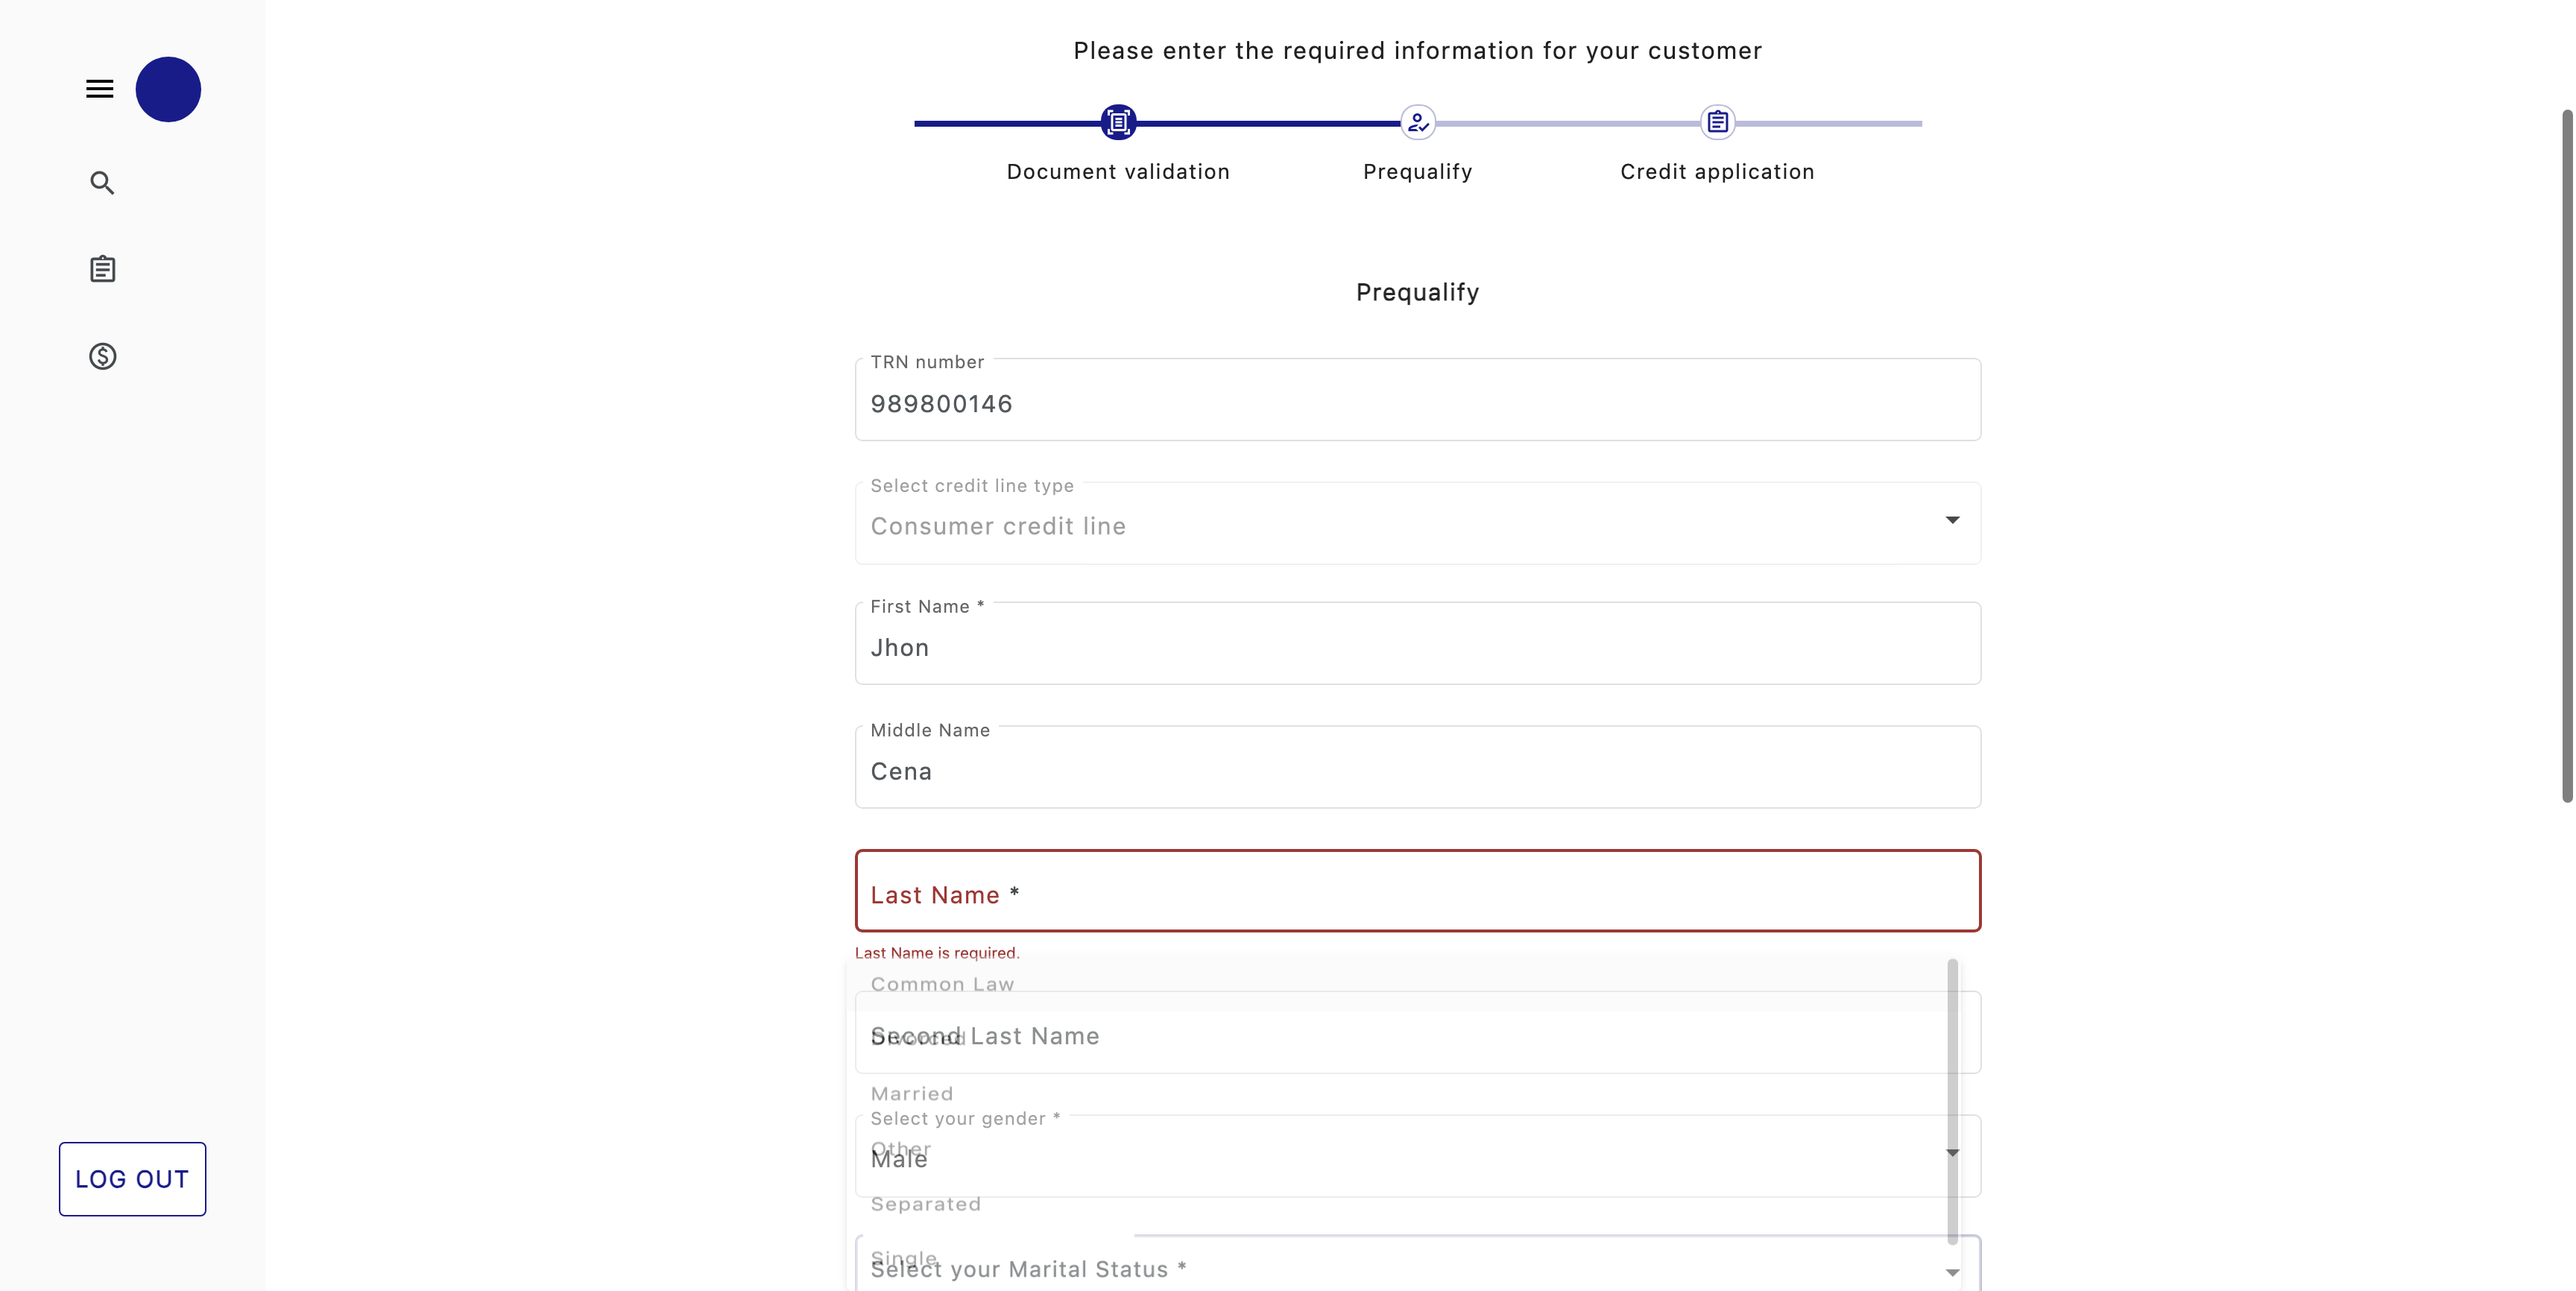 Please enter the required information for your customer
Document validation
Prequalify
Credit application
Prequalify
TRN number
989800146
Select credit line type
Consumer credit line
First Name *
Jhon
Middle Name
Cena
Last Name *
Last Name is required.
Common Law
Second Last Name
Divorced
Married
Select your gender *
Other
Male
Separated
Single
Select your Marital Status *
LOG OUT